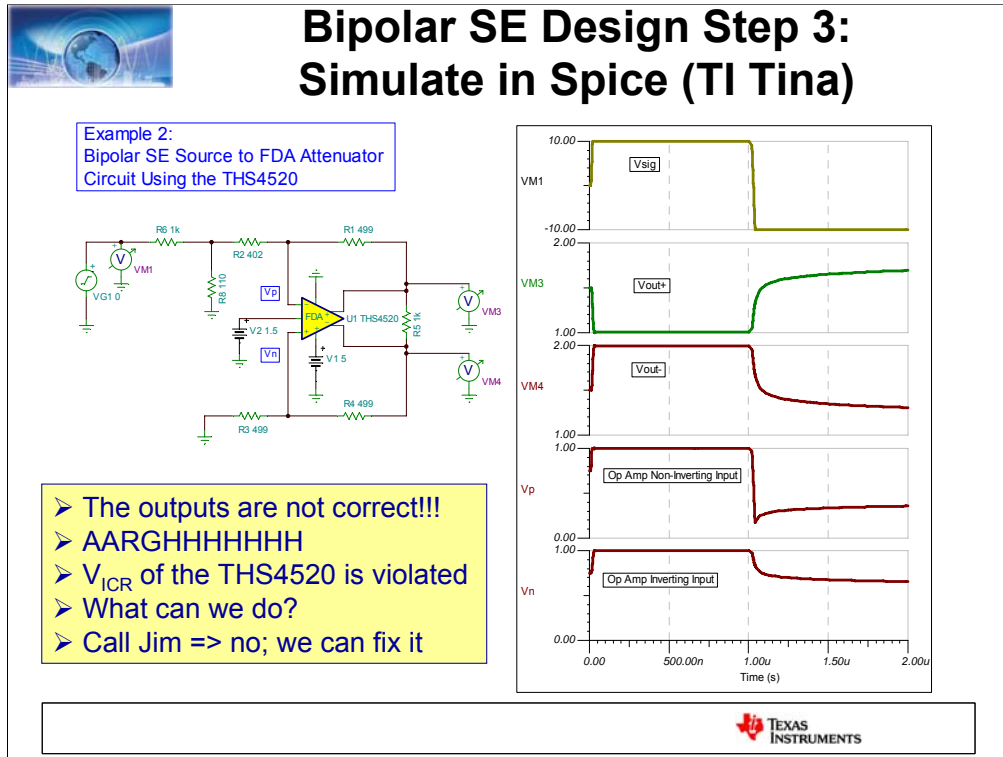 Bipolar SE Design Step 3:
Simulate in Spice (TI Tina)
Example 2:
Bipolar SE Source to FDA Attenuator
Circuit Using the THS4520
R6 1k
R2 402
R1 499
VM1
VG1 0
R8 110
Vp
FDA
U1 THS4520
V2 1.5
Vn
V1 5
R5 1k
VM3
VM4
R4 499
R3 499
10.00
VM1
Vsig
-10.00
2.00
VM3
Vout+
1.00
2.00
VM4
Vout-
1.00
1.00
Vp
Op Amp Non-Inverting Input
0.00
1.00
Vn
Op Amp Inverting Input
0.00
0.00 500.00n 1.00u 1.50u 2.00u
Time (s)
➢ The outputs are not correct!!!
➢ AARGHHHHHHH
➢ VICR of the THS4520 is violated
➢ What can we do?
➢ Call Jim => no; we can fix it
TEXAS
INSTRUMENTS